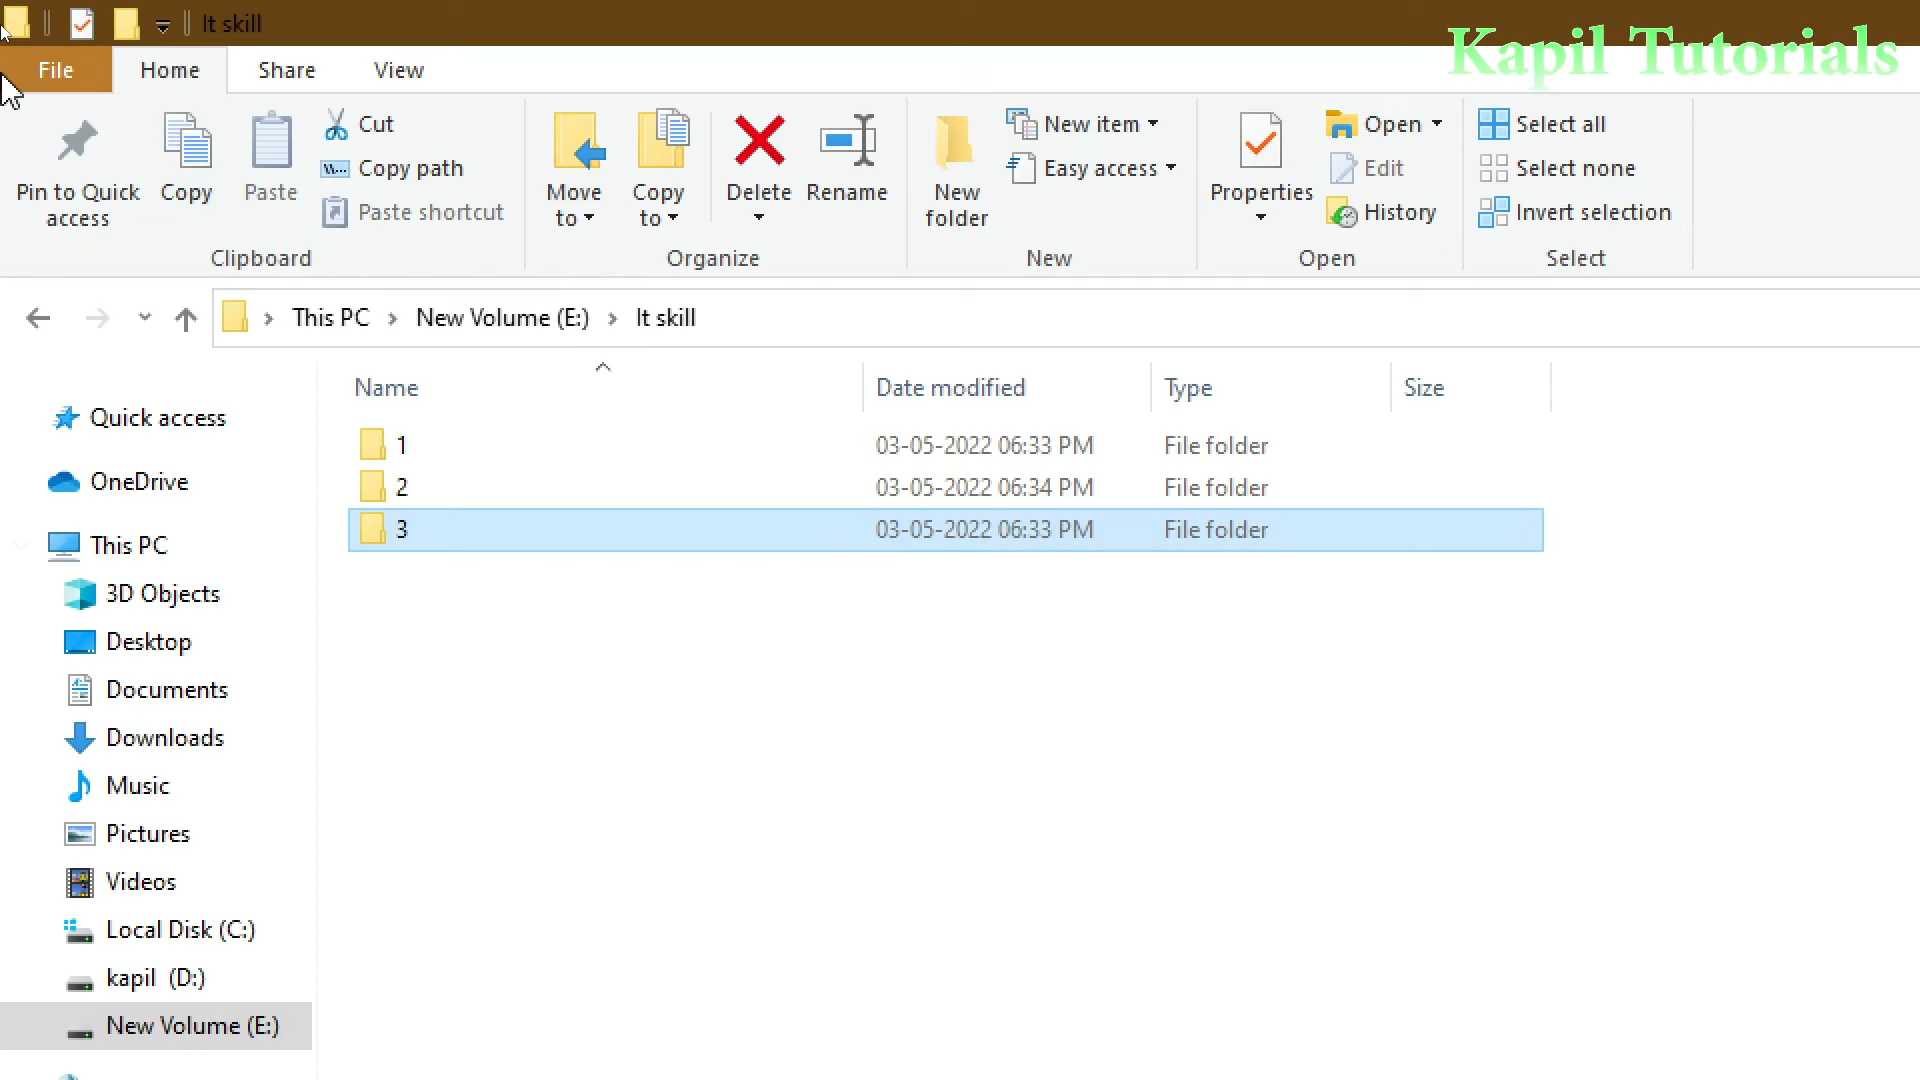 It skill
Kapil Tutorials
File Home Share View
Pin to Quick access
Copy
Paste
Cut
Copy path
Paste shortcut
Clipboard
Move to
Copy to
Delete
Rename
Organize
New folder
New item
Easy access
New
Properties
Open
Edit
History
Open
Select all
Select none
Invert selection
Select
This PC > New Volume (E:) > It skill
Name Date modified Type Size
1 03-05-2022 06:33 PM File folder
2 03-05-2022 06:34 PM File folder
3 03-05-2022 06:33 PM File folder
Quick access
OneDrive
This PC
3D Objects
Desktop
Documents
Downloads
Music
Pictures
Videos
Local Disk (C:)
kapil (D:)
New Volume (E:)